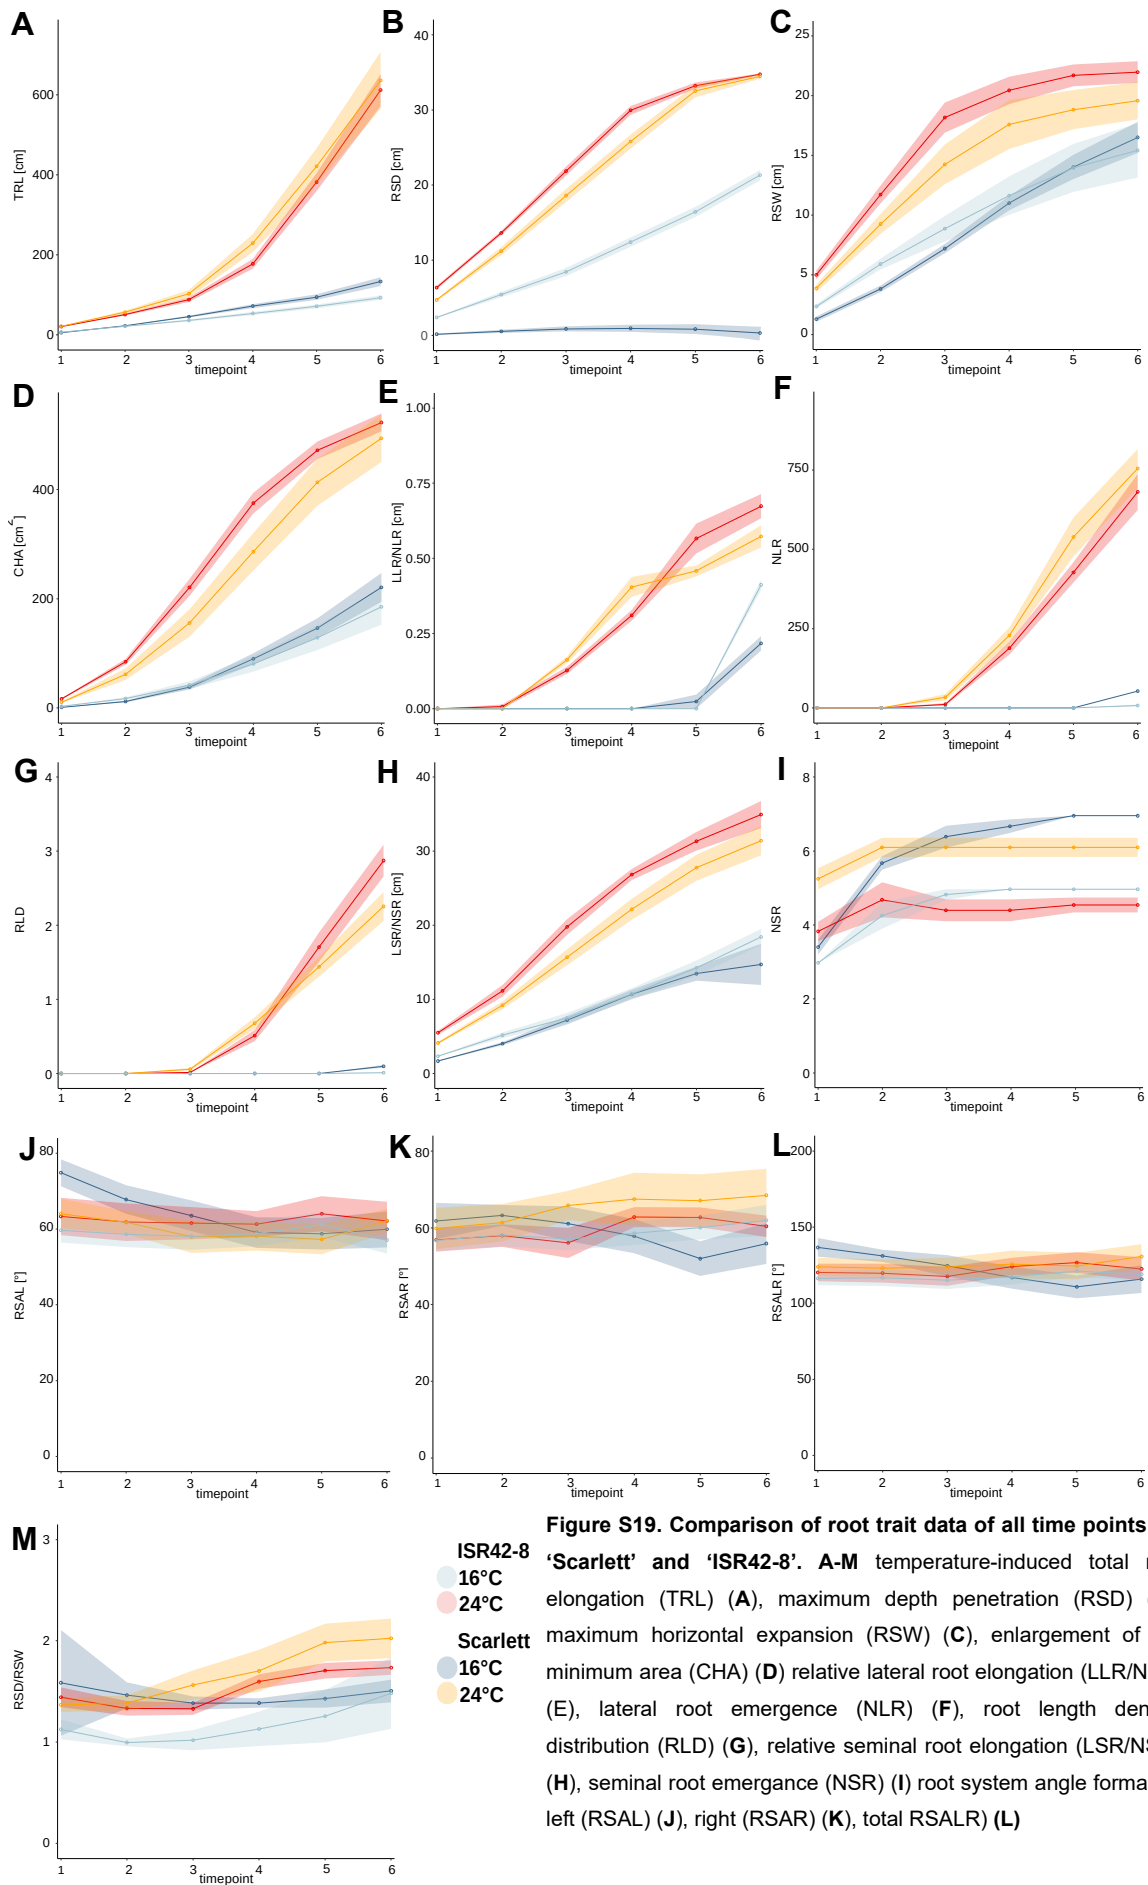 A
TRL [cm]
600
400
200
0
1 2 3 4 5 6
timepoint
B
RSD [cm]
40
30
20
10
0
1 2 3 4 5 6
timepoint
C
RSW [cm]
25
20
15
10
5
0
1 2 3 4 5 6
timepoint
D
CHA [cm²]
400
200
0
1 2 3 4 5 6
timepoint
E
LLR/NLR [cm]
1.00
0.75
0.50
0.25
0.00
1 2 3 4 5 6
timepoint
F
NLR
750
500
250
0
1 2 3 4 5 6
timepoint
G
RLD
4
3
2
1
0
1 2 3 4 5 6
timepoint
H
LSR/NSR [cm]
40
30
20
10
0
1 2 3 4 5 6
timepoint
I
NSR
8
6
4
2
0
1 2 3 4 5 6
timepoint
J
RSAL [°]
80
60
40
20
0
1 2 3 4 5 6
timepoint
K
RSAR [°]
80
60
40
20
0
1 2 3 4 5 6
timepoint
L
RSALR [°]
200
150
100
50
0
1 2 3 4 5 6
timepoint
M
RSD/RSW
3
2
1
0
1 2 3 4 5 6
timepoint
ISR42-8
16°C
24°C
Scarlett
16°C
24°C
Figure S19. Comparison of root trait data of all time points
‘Scarlett’ and ‘ISR42-8’. A-M temperature-induced total
elongation (TRL) (A), maximum depth penetration (RSD)
maximum horizontal expansion (RSW) (C), enlargement of
minimum area (CHA) (D) relative lateral root elongation (LLR/N
(E), lateral root emergence (NLR) (F), root length den
distribution (RLD) (G), relative seminal root elongation (LSR/NS
(H), seminal root emergance (NSR) (I) root system angle forma
left (RSAL) (J), right (RSAR) (K), total RSALR) (L)